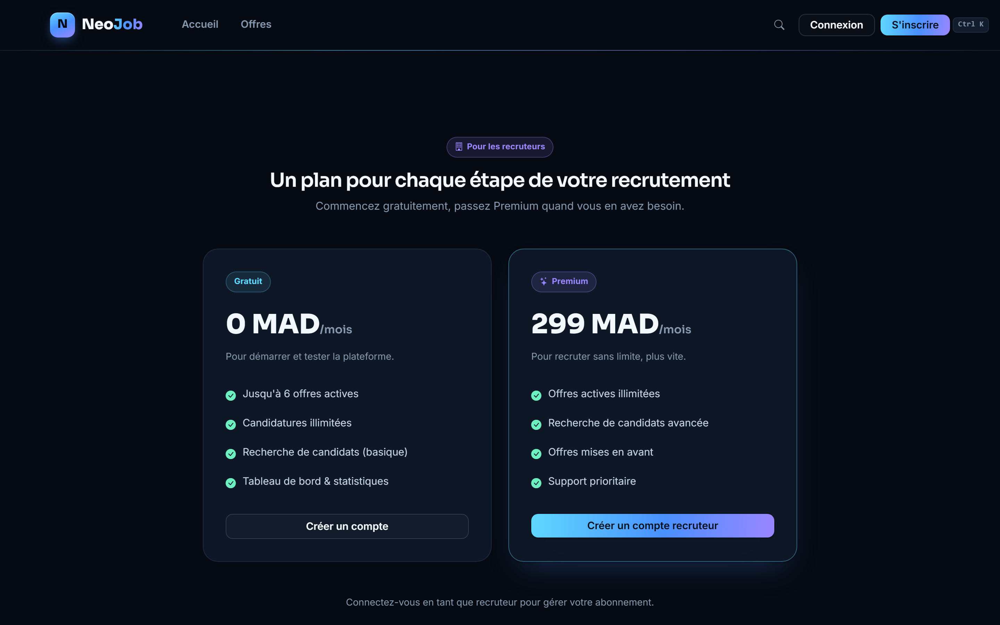 N NeoJob Accueil Offres Connexion S'inscrire Ctrl K
Pour les recruteurs
Un plan pour chaque étape de votre recrutement
Commencez gratuitement, passez Premium quand vous en avez besoin.
Gratuit
0 MAD/mois
Pour démarrer et tester la plateforme.
Jusqu'à 6 offres actives
Candidatures illimitées
Recherche de candidats (basique)
Tableau de bord & statistiques
Créer un compte
Premium
299 MAD/mois
Pour recruter sans limite, plus vite.
Offres actives illimitées
Recherche de candidats avancée
Offres mises en avant
Support prioritaire
Créer un compte recruteur
Connectez-vous en tant que recruteur pour gérer votre abonnement.